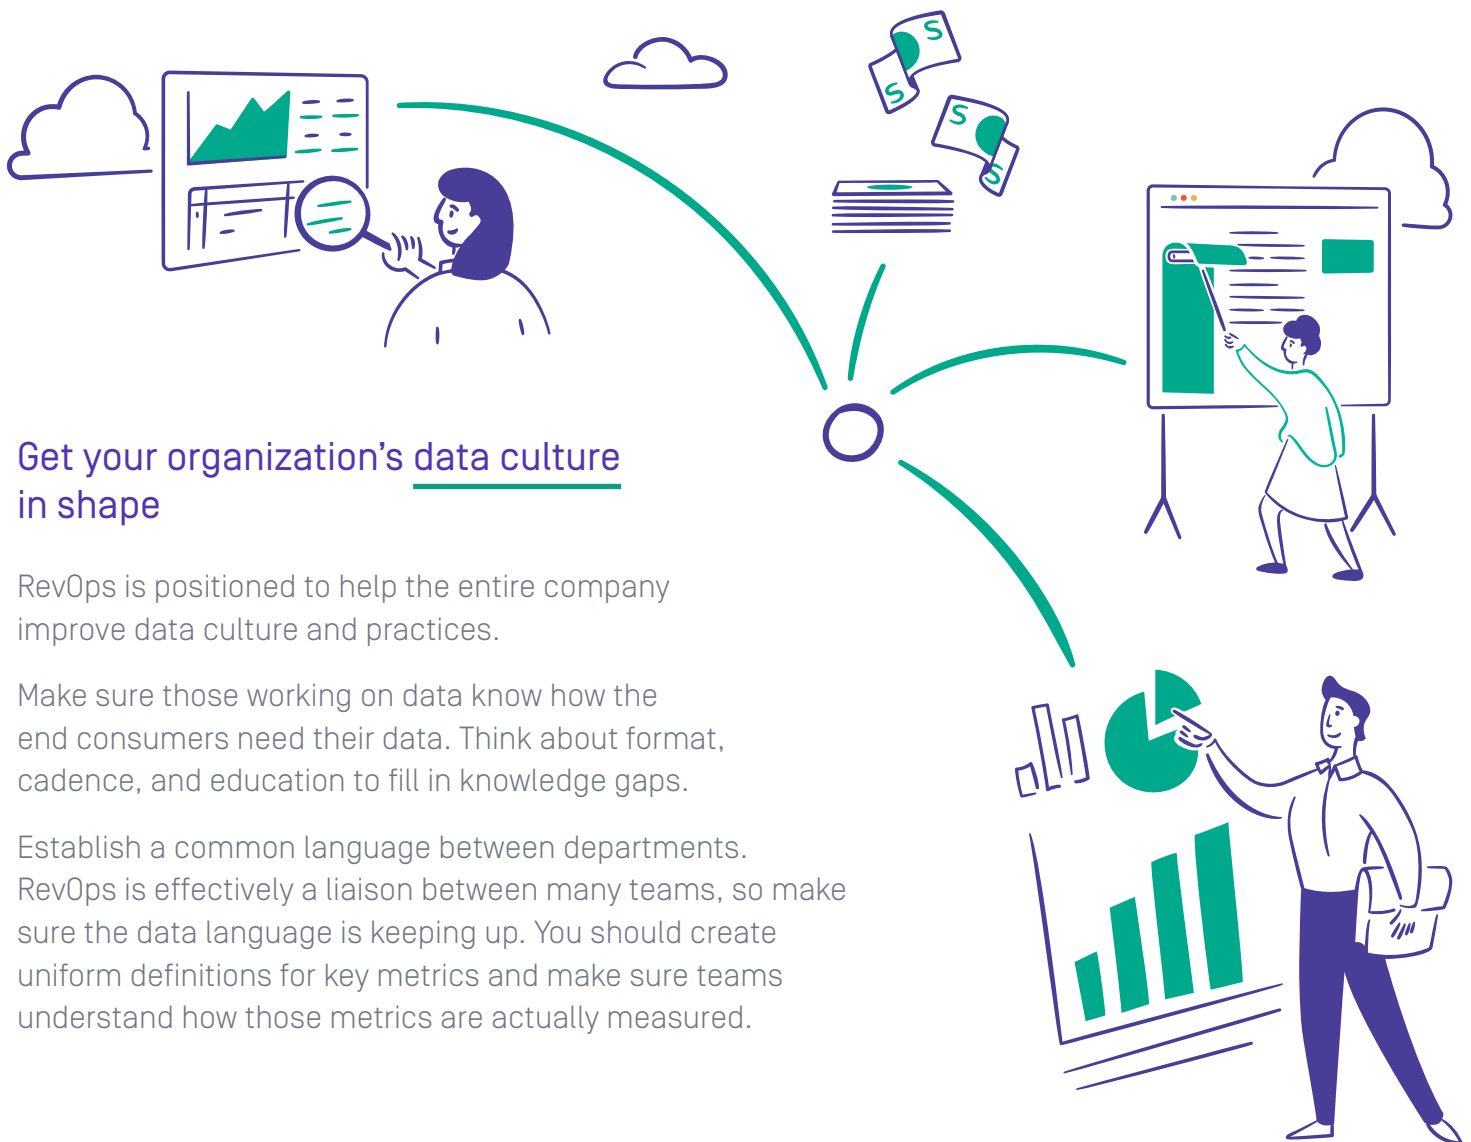 S
S
S
S
Get your organization’s data culture
in shape
RevOps is positioned to help the entire company
improve data culture and practices.
Make sure those working on data know how the
end consumers need their data. Think about format,
cadence, and education to fill in knowledge gaps.
Establish a common language between departments.
RevOps is effectively a liaison between many teams, so make
sure the data language is keeping up. You should create
uniform definitions for key metrics and make sure teams
understand how those metrics are actually measured.